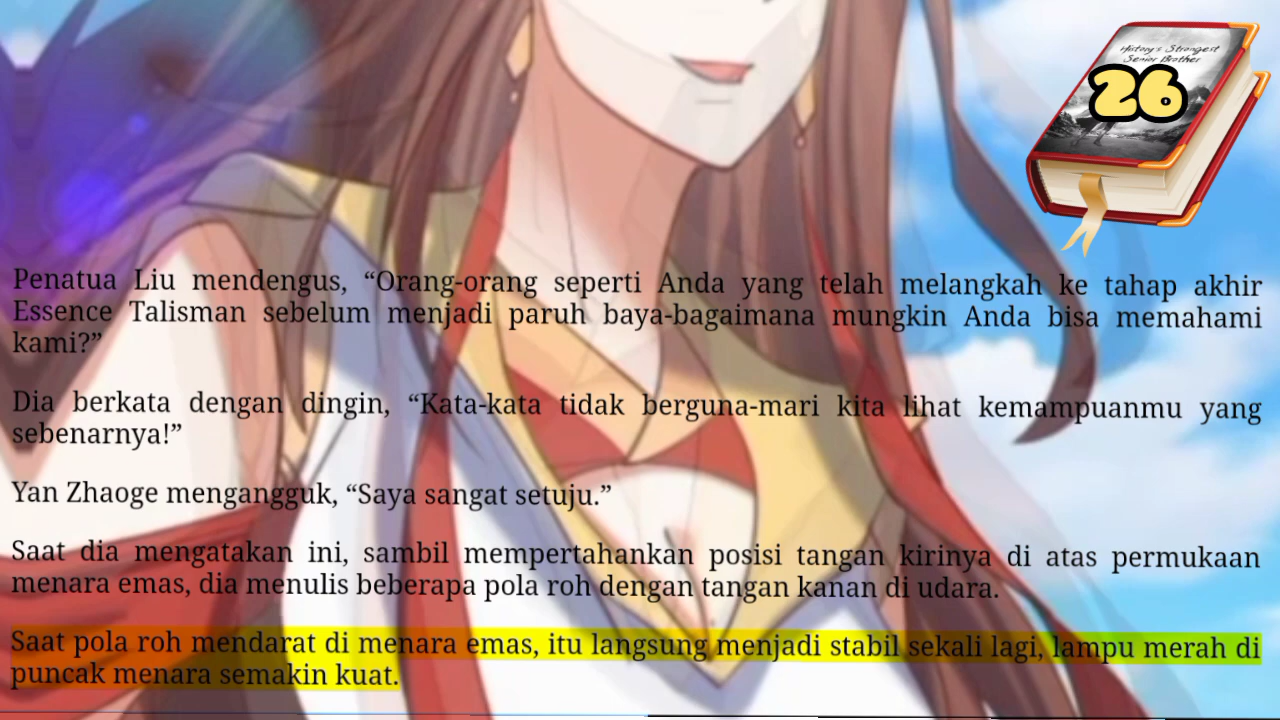 History's Strongest
Senior Brother
26
Penatua Liu mendengus, “Orang-orang seperti Anda yang telah melangkah ke tahap akhir
Essence Talisman sebelum menjadi paruh baya-bagaimana mungkin Anda bisa memahami
kami?”
Dia berkata dengan dingin, “Kata-kata tidak berguna-mari kita lihat kemampuanmu yang
sebenarnya!”
Yan Zhaoge mengangguk, “Saya sangat setuju.”
Saat dia mengatakan ini, sambil mempertahankan posisi tangan kirinya di atas permukaan
menara emas, dia menulis beberapa pola roh dengan tangan kanan di udara.
Saat pola roh mendarat di menara emas, itu langsung menjadi stabil sekali lagi, lampu merah di
puncak menara semakin kuat.